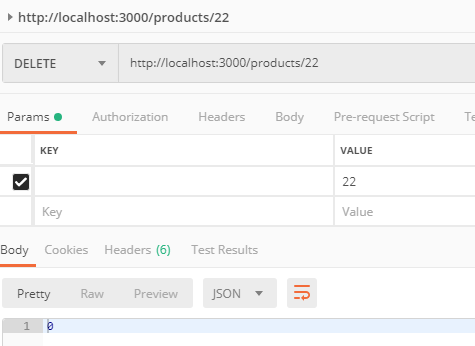 http://localhost:3000/products/22
DELETE http://localhost:3000/products/22
Params Authorization Headers Body Pre-request Script Te
KEY VALUE
22
Key Value
Body Cookies Headers (6) Test Results
Pretty Raw Preview JSON
1 0